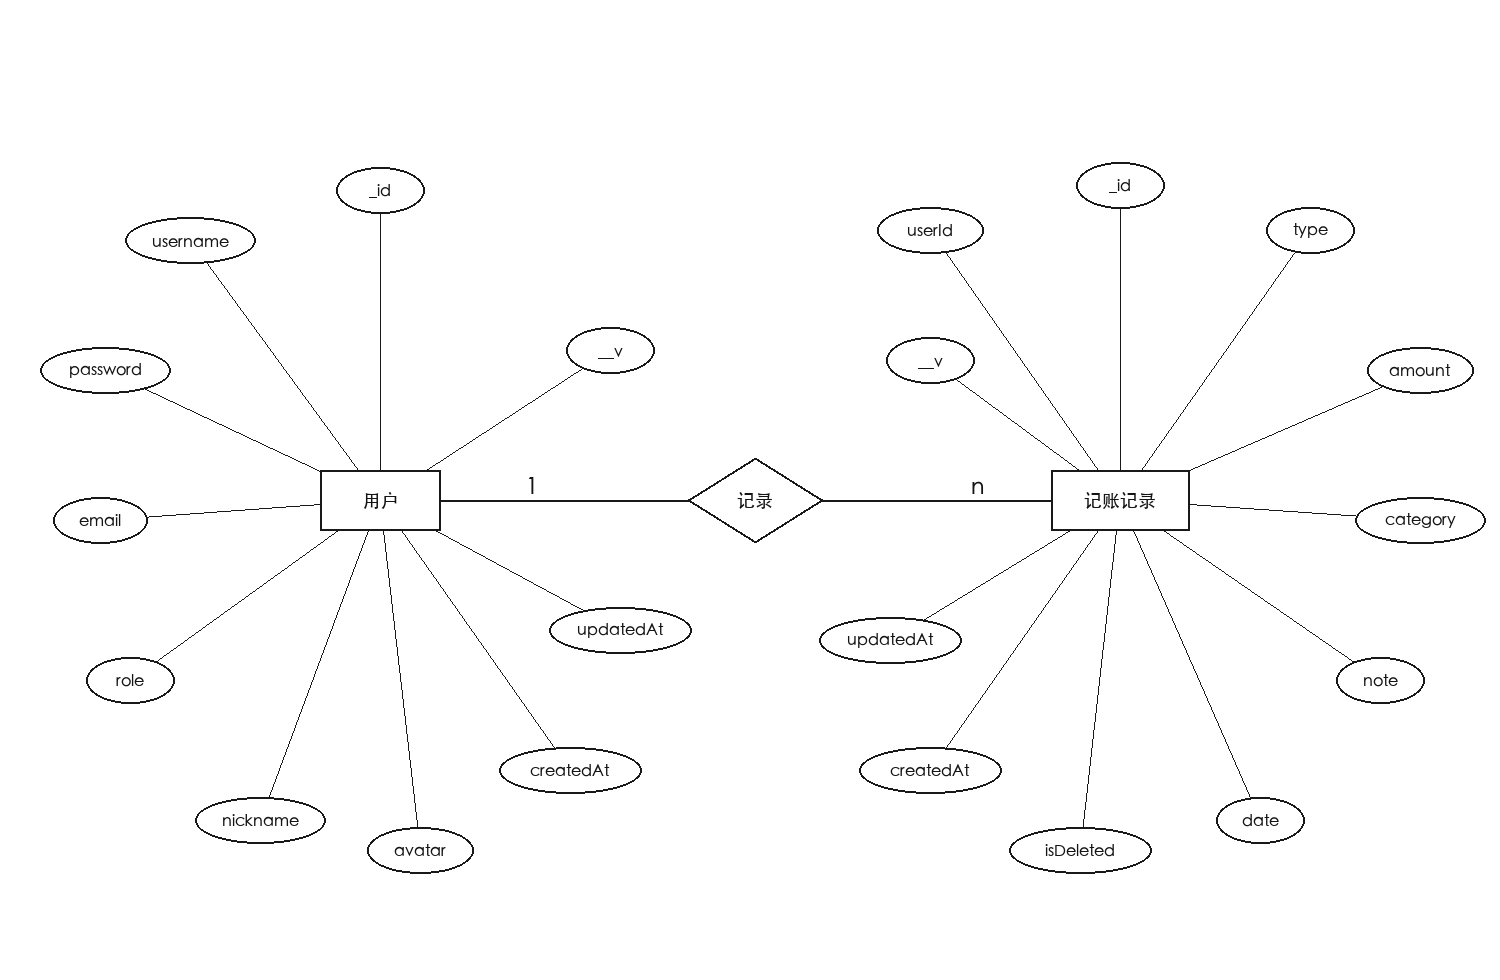 _id
username
__v
password
用户
email
role
nickname
avatar
createdAt
updatedAt
1
记录
n
_id
userId
type
__v
amount
记账记录
category
updatedAt
note
createdAt
date
isDeleted